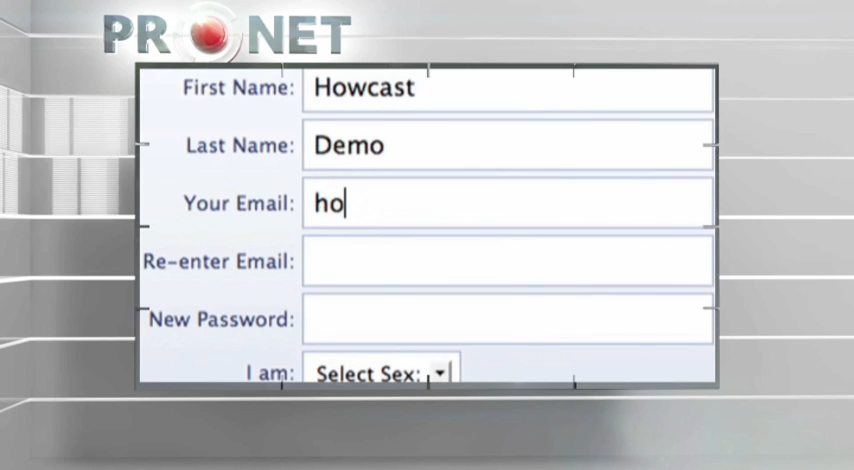 PRONET
First Name: Howcast
Last Name: Demo
Your Email: ho
Re-enter Email:
New Password:
I am: Select Sex: